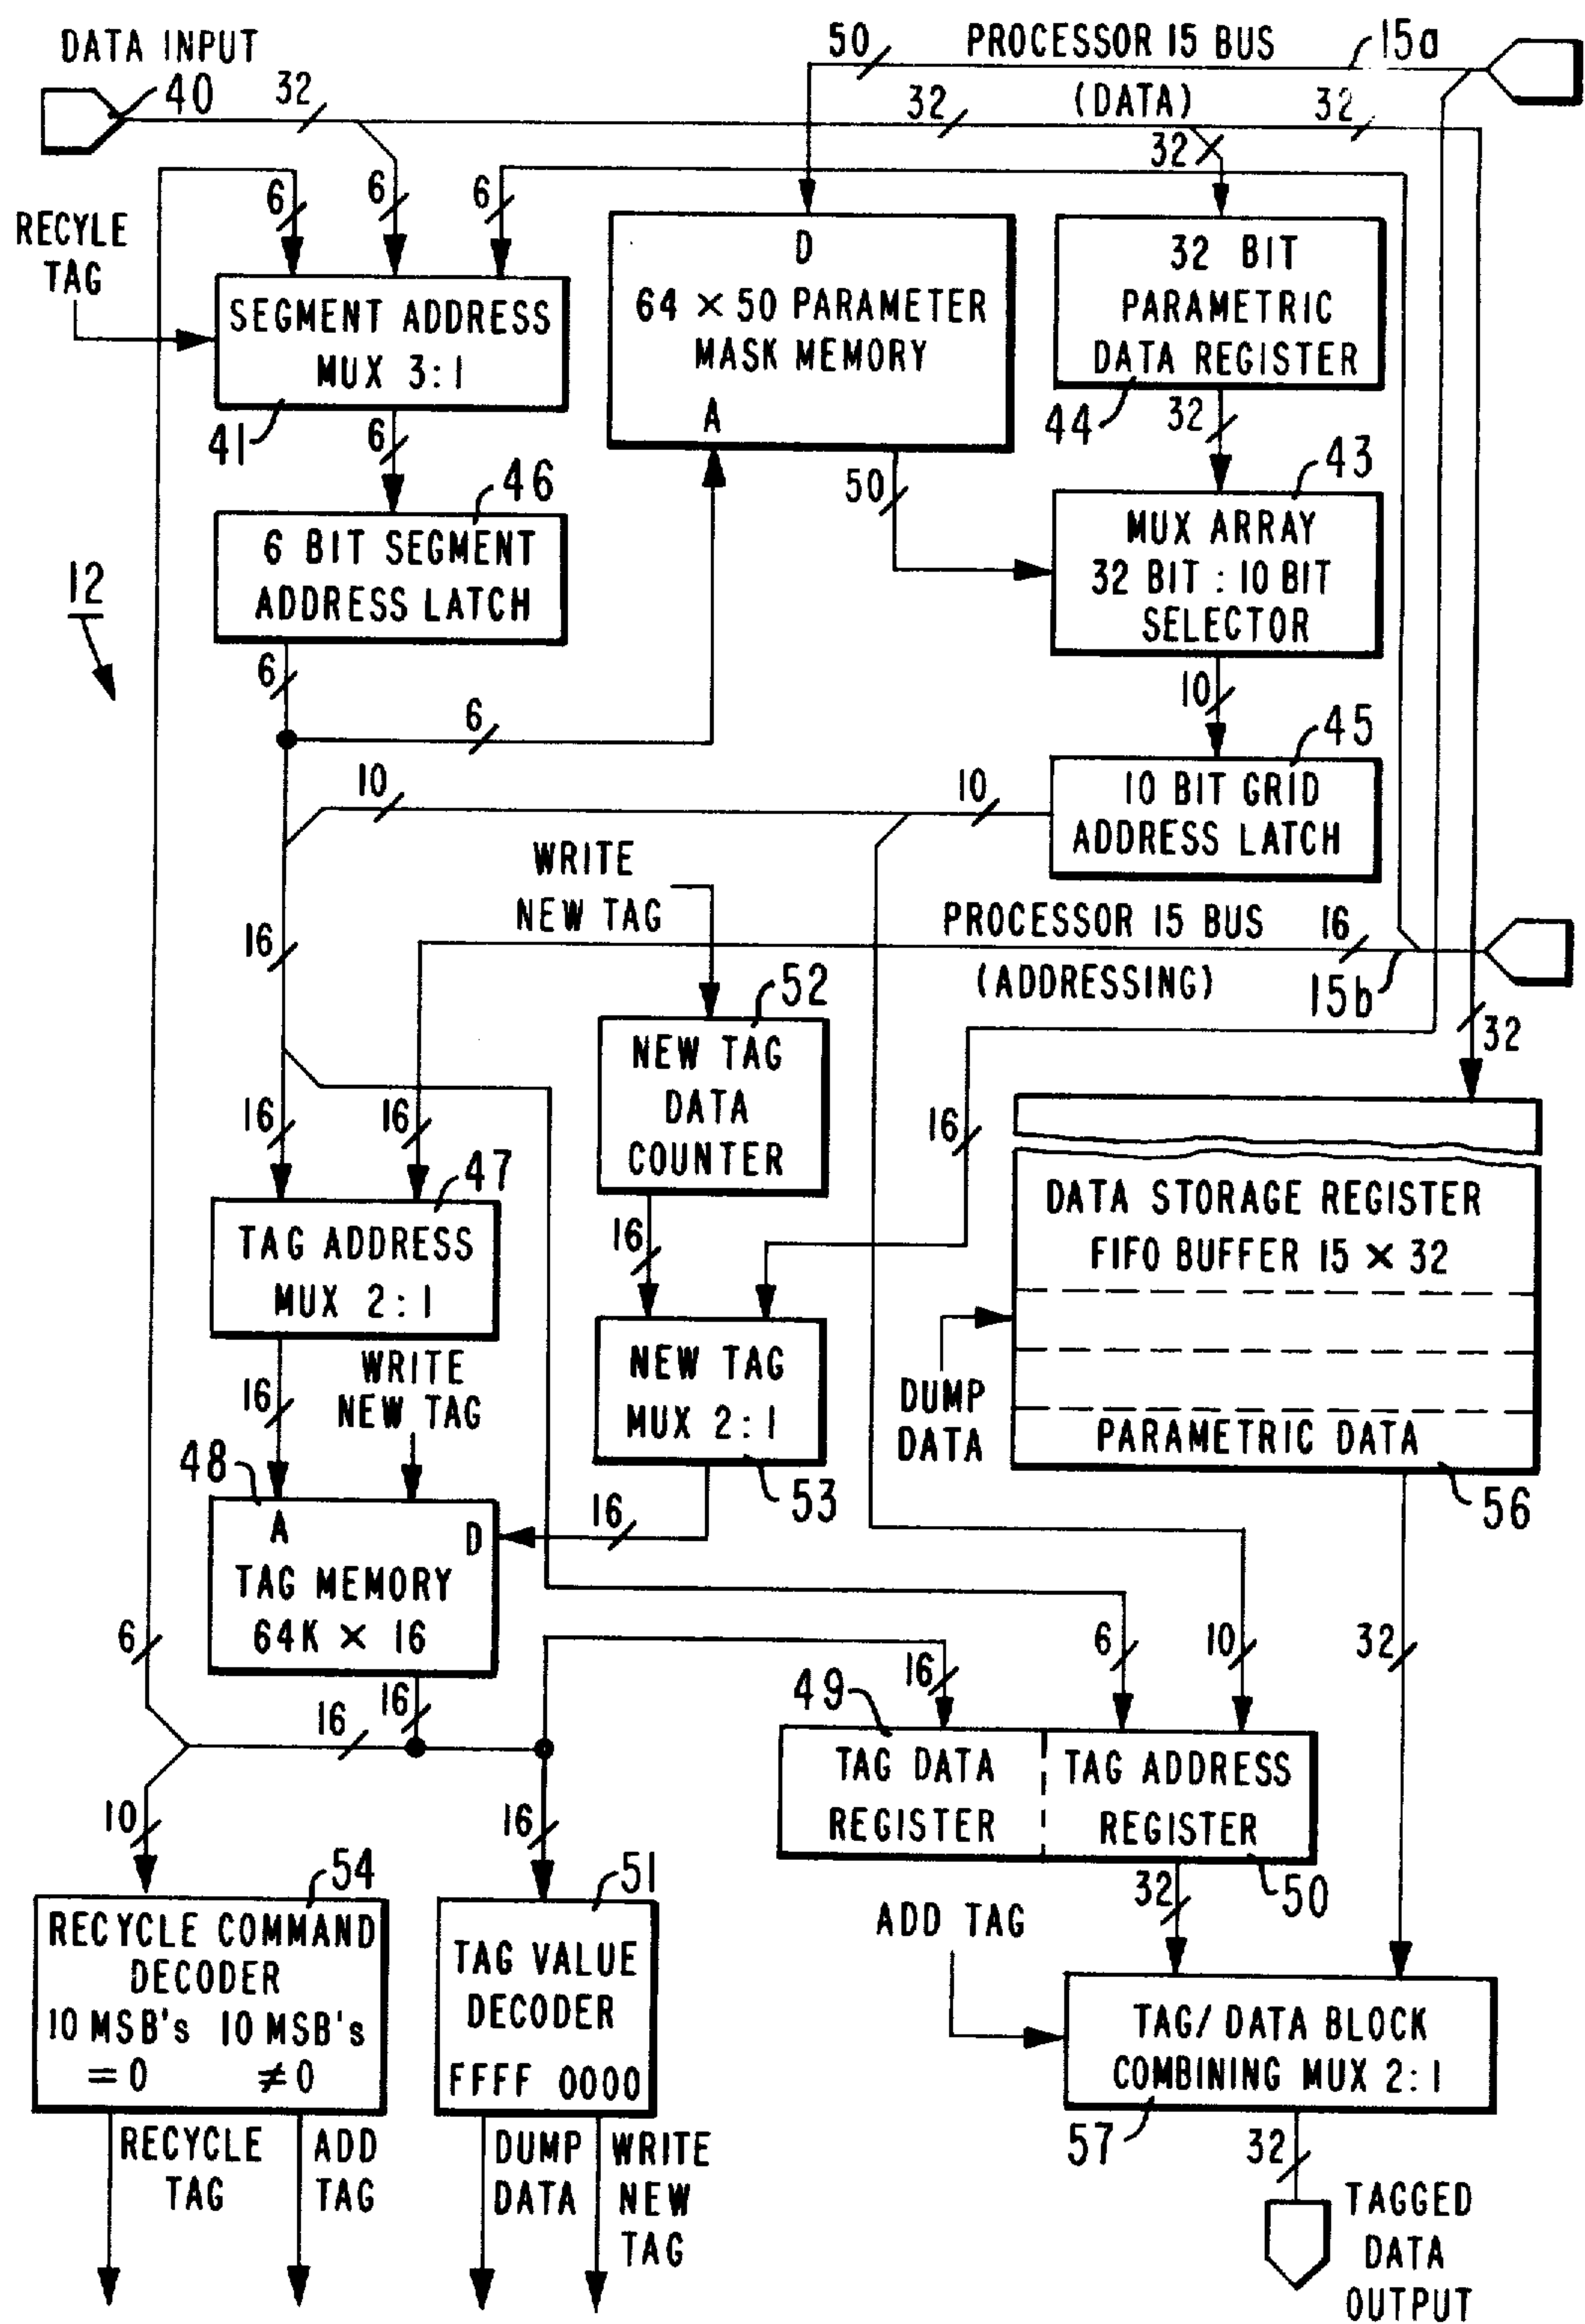 DATA INPUT
40
32
50
PROCESSOR 15 BUS
15a
(DATA)
32
32
32
RECYLE
TAG
6
6
6
SEGMENT ADDRESS
MUX 3:1
41
6
D
64 × 50 PARAMETER
MASK MEMORY
A
50
32 BIT
PARAMETRIC
DATA REGISTER
44
32
46
6 BIT SEGMENT
ADDRESS LATCH
43
MUX ARRAY
32 BIT : 10 BIT
SELECTOR
12
6
6
10
45
10 BIT GRID
ADDRESS LATCH
10
10
WRITE
NEW TAG
PROCESSOR 15 BUS
16
(ADDRESSING)
15b
16
52
NEW TAG
DATA
COUNTER
32
16
16
16
47
TAG ADDRESS
MUX 2:1
16
DATA STORAGE REGISTER
FIFO BUFFER 15 × 32
PARAMETRIC DATA
56
DUMP
DATA
NEW TAG
MUX 2:1
53
16
WRITE
NEW TAG
48
A
D
16
TAG MEMORY
64K × 16
6
16
16
16
6
10
32
49
TAG DATA
REGISTER
TAG ADDRESS
REGISTER
50
10
16
32
54
RECYCLE COMMAND
DECODER
10 MSB's 10 MSB's
= 0 ≠ 0
51
TAG VALUE
DECODER
FFFF 0000
ADD TAG
TAG/DATA BLOCK
COMBINING MUX 2:1
57
32
RECYCLE
TAG
ADD
TAG
DUMP
DATA
WRITE
NEW
TAG
TAGGED
DATA
OUTPUT